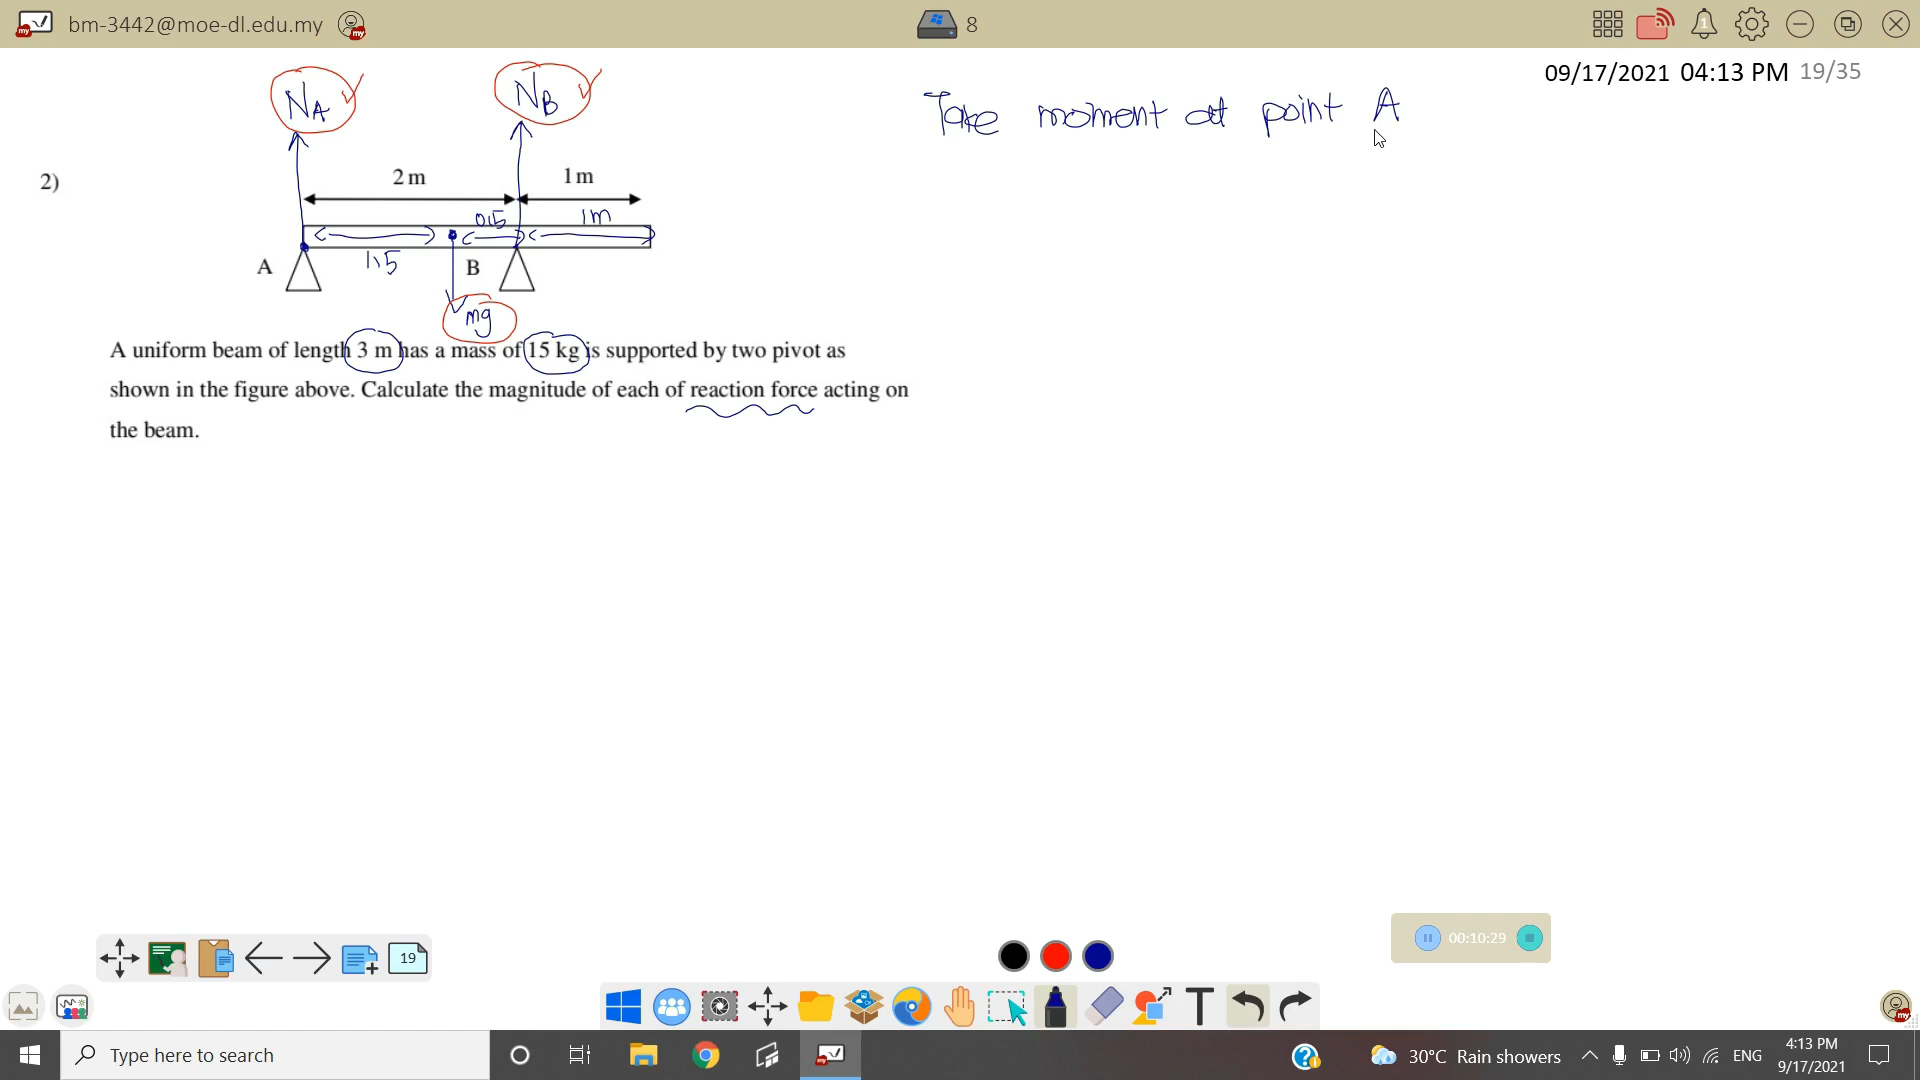 bm-3442@moe-dl.edu.my
8
1
09/17/2021 04:13 PM 19/35
NA
NB
Take moment at point A
2)
2 m
1 m
0.5
1m
1.5
A
B
mg
A uniform beam of length 3 m has a mass of 15 kg is supported by two pivot as
shown in the figure above. Calculate the magnitude of each of reaction force acting on
the beam.
00:10:29
19
T
Type here to search
30°C Rain showers
ENG
4:13 PM
9/17/2021